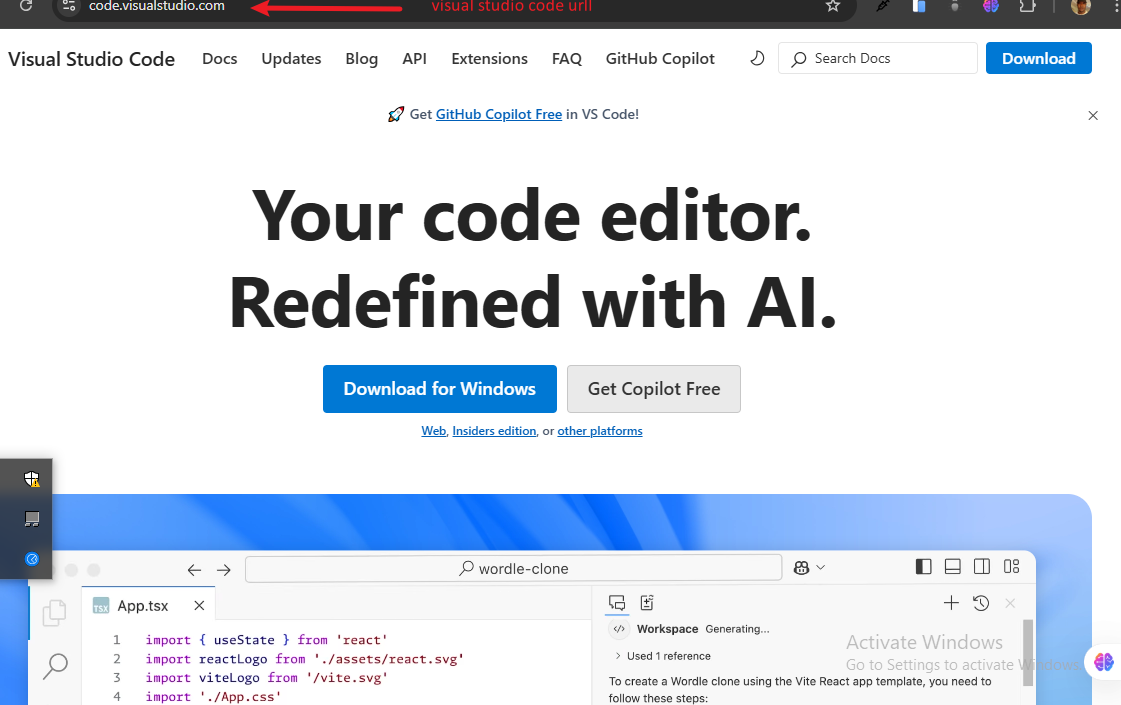 code.visualstudio.com
visual studio code urll
Visual Studio Code Docs Updates Blog API Extensions FAQ GitHub Copilot Search Docs Download
Get GitHub Copilot Free in VS Code!
Your code editor.
Redefined with AI.
Download for Windows Get Copilot Free
Web, Insiders edition, or other platforms
wordle-clone
TSX App.tsx
1 import { useState } from 'react'
2 import reactLogo from './assets/react.svg'
3 import viteLogo from '/vite.svg'
4 import './App.css'
Workspace Generating...
Used 1 reference
To create a Wordle clone using the Vite React app template, you need to
follow these steps:
Activate Windows
Go to Settings to activate Windows.